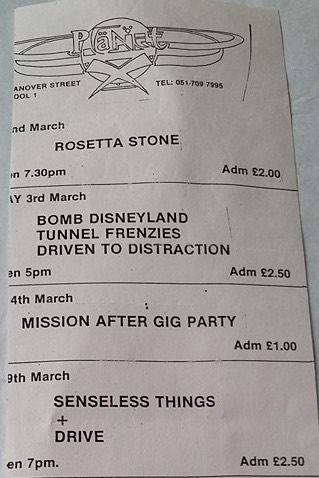 Planet
X
ANOVER STREET
OOL 1
TEL: 051-709 7995
nd March
ROSETTA STONE
en 7.30pm
Adm £2.00
AY 3rd March
BOMB DISNEYLAND
TUNNEL FRENZIES
DRIVEN TO DISTRACTION
en 5pm
Adm £2.50
4th March
MISSION AFTER GIG PARTY
Adm £1.00
9th March
SENSELESS THINGS
+
DRIVE
en 7pm.
Adm £2.50